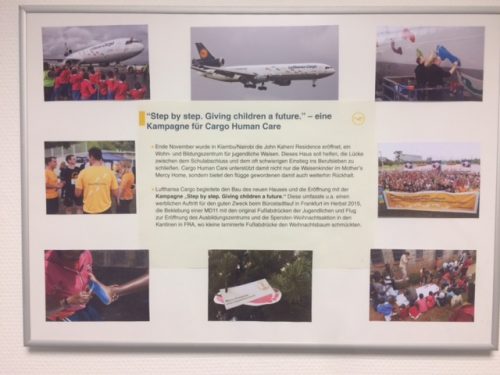 Lufthansa Cargo
"Step by step. Giving children a future." – eine
Kampagne für Cargo Human Care
Ende November wurde in Kiambu/Nairobi die John Kaheni Residence eröffnet, ein
Wohn- und Bildungszentrum für jugendliche Waisen. Dieses Haus soll helfen, die Lücke
zwischen dem Schulabschluss und dem oft schwierigen Einstieg ins Berufsleben zu
schließen. Cargo Human Care unterstützt damit nicht nur die Waisenkinder im Mother's
Mercy Home, sondern bietet den flügge gewordenen damit auch weiterhin Rückhalt.
Lufthansa Cargo begleitete den Bau des neuen Hauses und die Eröffnung mit der
Kampagne „Step by step. Giving children a future." Diese umfasste u.a. einen
werblichen Auftritt für den guten Zweck beim Bürostadtlauf in Frankfurt im Herbst 2015,
die Beklebung einer MD11 mit den original Fußabdrücken der Jugendlichen und Flug
zur Eröffnung des Ausbildungszentrums und die Spenden-Weihnachtsaktion in den
Kantinen in FRA, wo kleine laminierte Fußabdrücke den Weihnachtsbaum schmückten.